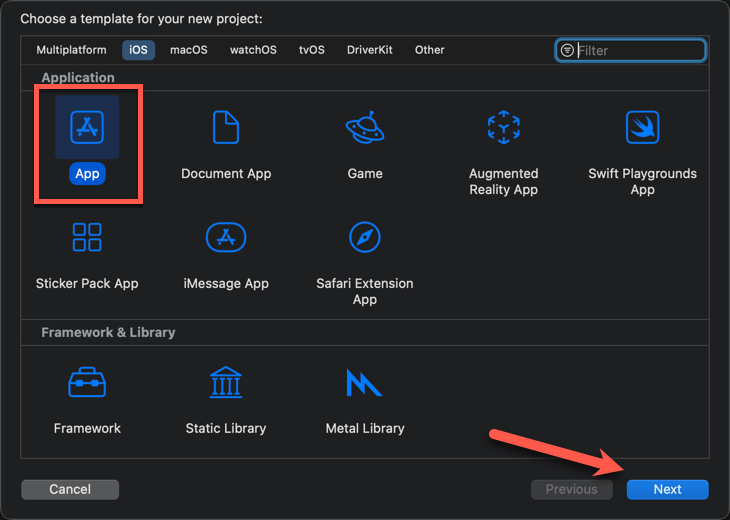 Choose a template for your new project:
Multiplatform iOS macOS watchOS tvOS DriverKit Other Filter
Application
App Document App Game Augmented Reality App Swift Playgrounds App
Sticker Pack App iMessage App Safari Extension App
Framework & Library
Framework Static Library Metal Library
Cancel Previous Next